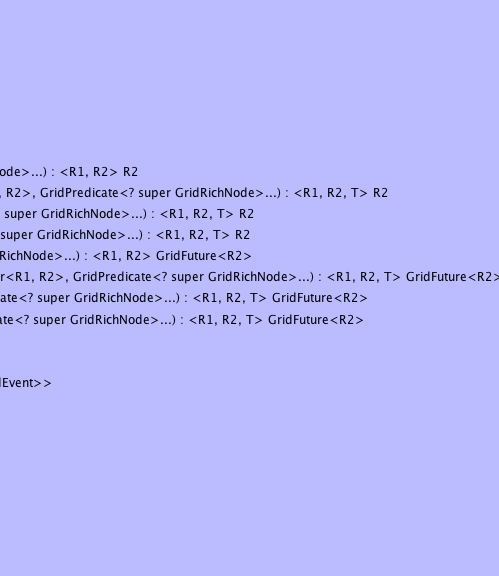 ode>...) : <R1, R2> R2
, R2>, GridPredicate<? super GridRichNode>...) : <R1, R2, T> R2
super GridRichNode>...) : <R1, R2, T> R2
super GridRichNode>...) : <R1, R2, T> R2
RichNode>...) : <R1, R2> GridFuture<R2>
r<R1, R2>, GridPredicate<? super GridRichNode>...) : <R1, R2, T> GridFuture<R2>
ate<? super GridRichNode>...) : <R1, R2, T> GridFuture<R2>
ate<? super GridRichNode>...) : <R1, R2, T> GridFuture<R2>
Event>>